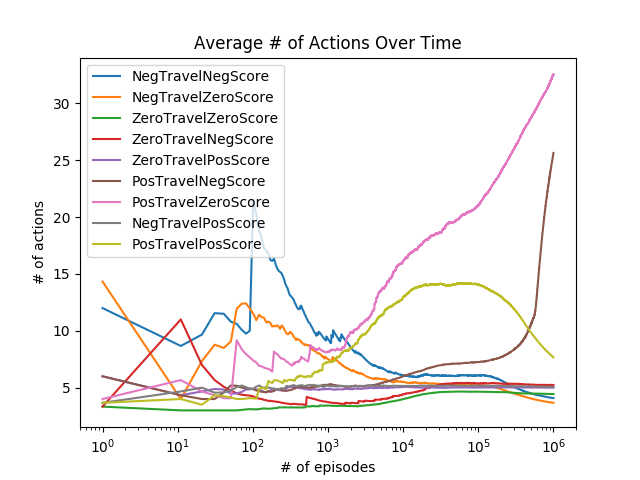 Average # of Actions Over Time
NegTravelNegScore
NegTravelZeroScore
ZeroTravelZeroScore
ZeroTravelNegScore
ZeroTravelPosScore
PosTravelNegScore
PosTravelZeroScore
NegTravelPosScore
PosTravelPosScore
# of actions
30
25
20
15
10
5
10⁰ 10¹ 10² 10³ 10⁴ 10⁵ 10⁶
# of episodes